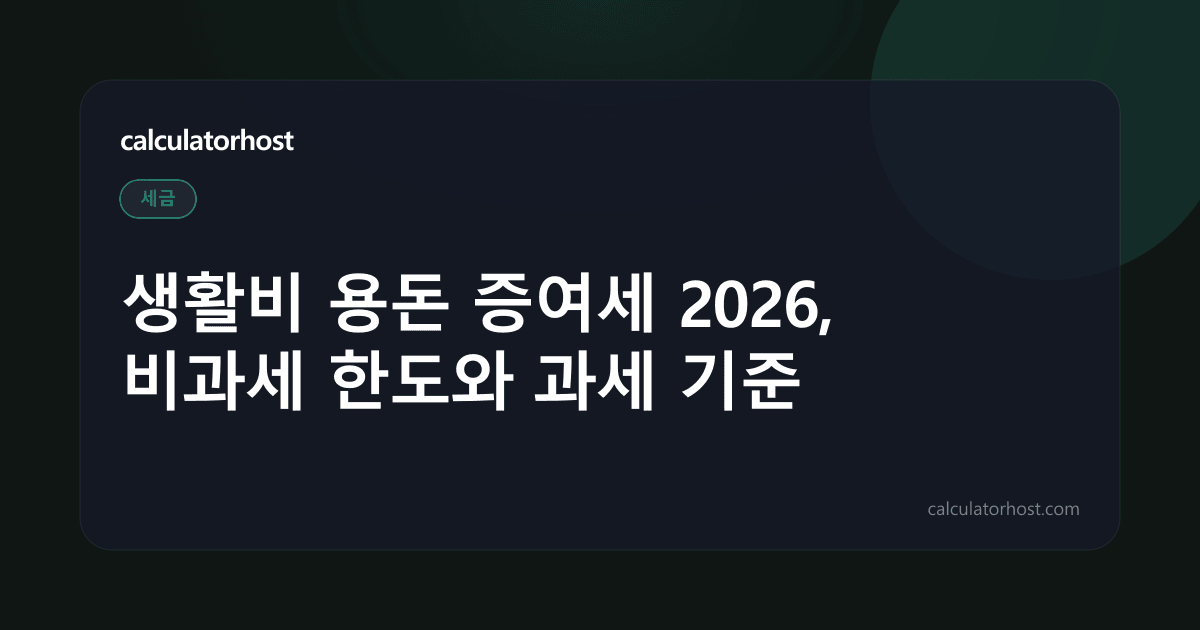 calculatorhost
세금
생활비 용돈 증여세 2026,
비과세 한도와 과세 기준
calculatorhost.com